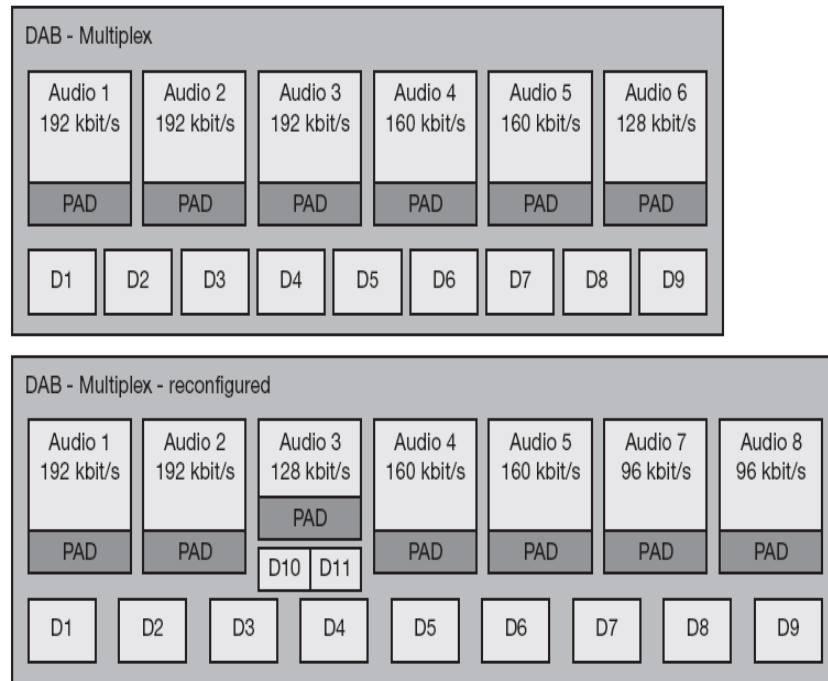 DAB - Multiplex
Audio 1
192 kbit/s
PAD
Audio 2
192 kbit/s
PAD
Audio 3
192 kbit/s
PAD
Audio 4
160 kbit/s
PAD
Audio 5
160 kbit/s
PAD
Audio 6
128 kbit/s
PAD
D1
D2
D3
D4
D5
D6
D7
D8
D9
DAB - Multiplex - reconfigured
Audio 1
192 kbit/s
PAD
Audio 2
192 kbit/s
PAD
Audio 3
128 kbit/s
PAD
D10
D11
Audio 4
160 kbit/s
PAD
Audio 5
160 kbit/s
PAD
Audio 7
96 kbit/s
PAD
Audio 8
96 kbit/s
PAD
D1
D2
D3
D4
D5
D6
D7
D8
D9